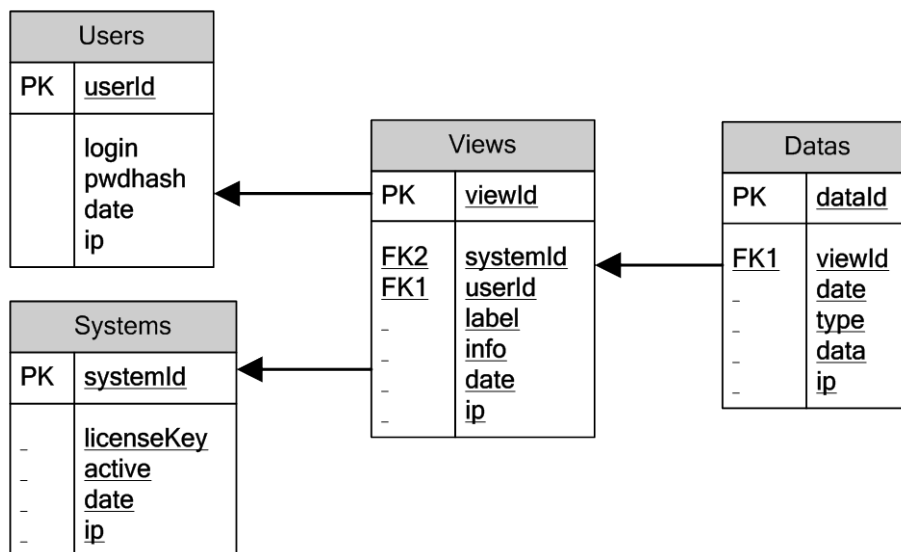 Users
PK userId
login
pwdhash
date
ip
Systems
PK systemId
_ licenseKey
_ active
_ date
_ ip
Views
PK viewId
FK2 systemId
FK1 userId
_ label
_ info
_ date
_ ip
Datas
PK dataId
FK1 viewId
_ date
_ type
_ data
_ ip